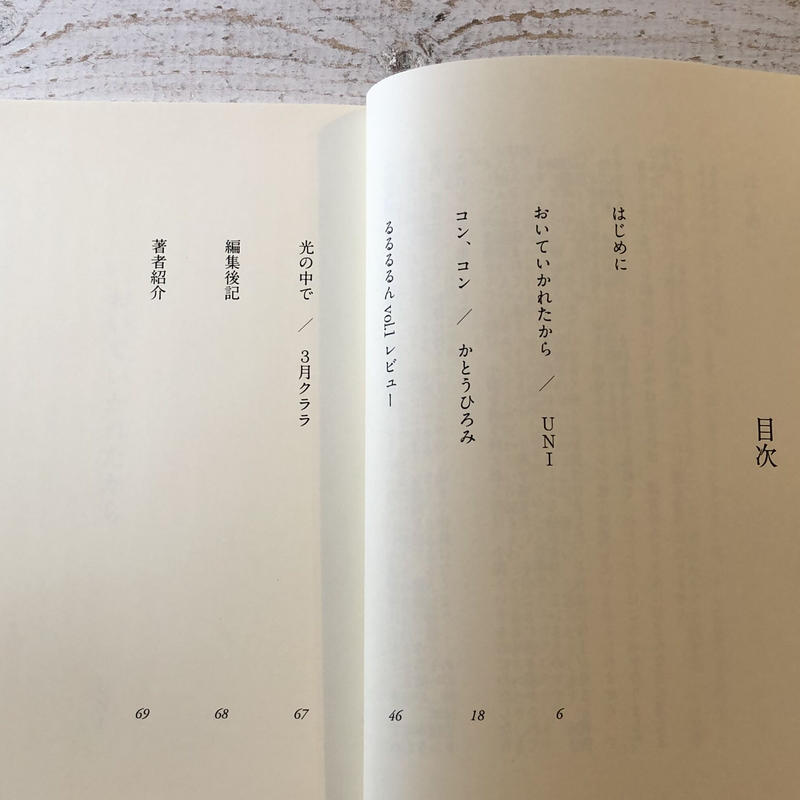 目次
はじめに
おいていかれたから ／ UNI 6
コン、コン ／ かとうひろみ 18
るるるるん vol.1 レビュー 46
光の中で ／ 3月クララ 67
編集後記 68
著者紹介 69